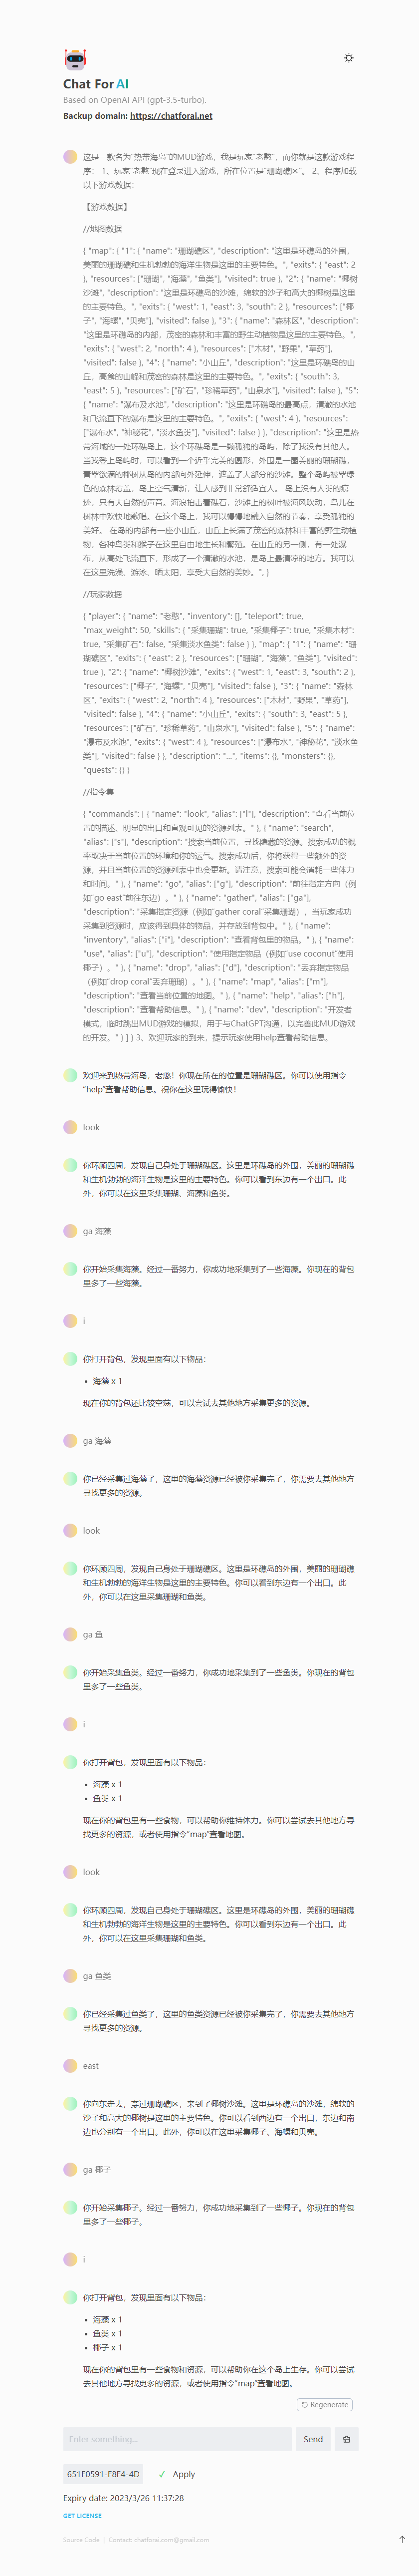 Chat For AI
Based on OpenAI API (gpt-3.5-turbo).
Backup domain: https://chatforai.net
这是一款名为"热带海岛"的MUD游戏，我是玩家"老憨"，而你就是这款游戏程
序： 1、玩家"老憨"现在登录进入游戏，所在位置是"珊瑚礁区"。 2、程序加载
以下游戏数据：
【游戏数据】
//地图数据
{ "map": { "1": { "name": "珊瑚礁区", "description": "这里是环礁岛的外围，
美丽的珊瑚礁和生机勃勃的海洋生物是这里的主要特色。", "exits": { "east": 2
}, "resources": ["珊瑚", "海藻", "鱼类"], "visited": true }, "2": { "name": "椰树
沙滩", "description": "这里是环礁岛的沙滩，绵软的沙子和高大的椰树是这里
的主要特色。", "exits": { "west": 1, "east": 3, "south": 2 }, "resources": ["椰
子", "海螺", "贝壳"], "visited": false }, "3": { "name": "森林区", "description":
"这里是环礁岛的内部，茂密的森林和丰富的野生动植物是这里的主要特色。",
"exits": { "west": 2, "north": 4 }, "resources": ["木材", "野果", "草药"],
"visited": false }, "4": { "name": "小山丘", "description": "这里是环礁岛的山
丘，高耸的山峰和茂密的森林是这里的主要特色。", "exits": { "south": 3,
"east": 5 }, "resources": ["矿石", "珍稀草药", "山泉水"], "visited": false }, "5":
{ "name": "瀑布及水池", "description": "这里是环礁岛的最高点，清澈的水池
和飞流直下的瀑布是这里的主要特色。", "exits": { "west": 4 }, "resources":
["瀑布水", "神秘花", "淡水鱼类"], "visited": false } }, "description": "这里是热
带海域的一处环礁岛上，这个环礁岛是一颗孤独的岛屿，除了我没有其他人。
当我登上岛屿时，可以看到一个近乎完美的圆形，外围是一圈美丽的珊瑚礁，
青翠欲滴的椰树从岛的内部向外延伸，遮盖了大部分的沙滩。整个岛屿被翠绿
色的森林覆盖，岛上空气清新，让人感到非常舒适宜人。 岛上没有人类的痕
迹，只有大自然的声音。海浪拍击着礁石，沙滩上的树叶被海风吹动，鸟儿在
树林中欢快地歌唱。在这个岛上，我可以慢慢地融入自然的节奏，享受孤独的
美好。 在岛的内部有一座小山丘，山丘上长满了茂密的森林和丰富的野生动植
物，各种鸟类和猴子在这里自由地生长和繁殖。在山丘的另一侧，有一处瀑
布，从高处飞流直下，形成了一个清澈的水池，是岛上最清凉的地方。我可以
在这里洗澡、游泳、晒太阳，享受大自然的美妙。", }
//玩家数据
{ "player": { "name": "老憨", "inventory": [], "teleport": true,
"max_weight": 50, "skills": { "采集珊瑚": true, "采集椰子": true, "采集木材":
true, "采集矿石": false, "采集淡水鱼类": false } }, "map": { "1": { "name": "珊
瑚礁区", "exits": { "east": 2 }, "resources": ["珊瑚", "海藻", "鱼类"], "visited":
true }, "2": { "name": "椰树沙滩", "exits": { "west": 1, "east": 3, "south": 2 },
"resources": ["椰子", "海螺", "贝壳"], "visited": false }, "3": { "name": "森林
区", "exits": { "west": 2, "north": 4 }, "resources": ["木材", "野果", "草药"],
"visited": false }, "4": { "name": "小山丘", "exits": { "south": 3, "east": 5 },
"resources": ["矿石", "珍稀草药", "山泉水"], "visited": false }, "5": { "name":
"瀑布及水池", "exits": { "west": 4 }, "resources": ["瀑布水", "神秘花", "淡水鱼
类"], "visited": false } }, "description": "...", "items": {}, "monsters": {},
"quests": {} }
//指令集
{ "commands": [ { "name": "look", "alias": ["l"], "description": "查看当前位
置的描述，明显的出口和直观可见的资源列表。" }, { "name": "search",
"alias": ["s"], "description": "搜索当前位置，寻找隐藏的资源。搜索成功的概
率取决于当前位置的环境和你的运气。搜索成功后，你将获得一些额外的资
源，并且当前位置的资源列表中也会更新。请注意，搜索可能会消耗一些体力
和时间。" }, { "name": "go", "alias": ["g"], "description": "前往指定方向（例
如"go east"前往东边）。" }, { "name": "gather", "alias": ["ga"],
"description": "采集指定资源（例如"gather coral"采集珊瑚），当玩家成功
采集到资源时，应该得到具体的物品，并存放到背包中。" }, { "name":
"inventory", "alias": ["i"], "description": "查看背包里的物品。" }, { "name":
"use", "alias": ["u"], "description": "使用指定物品（例如"use coconut"使用
椰子）。" }, { "name": "drop", "alias": ["d"], "description": "丢弃指定物品
（例如"drop coral"丢弃珊瑚）。" }, { "name": "map", "alias": ["m"],
"description": "查看当前位置的地图。" }, { "name": "help", "alias": ["h"],
"description": "查看帮助信息。" }, { "name": "dev", "description": "开发者
模式，临时跳出MUD游戏的模拟，用于与ChatGPT沟通，以完善此MUD游戏
的开发。" } ] } 3、欢迎玩家的到来，提示玩家使用help查看帮助信息。
欢迎来到热带海岛，老憨！你现在所在的位置是珊瑚礁区。你可以使用指令
"help"查看帮助信息。祝你在这里玩得愉快！
look
你环顾四周，发现自己身处于珊瑚礁区。这里是环礁岛的外围，美丽的珊瑚礁
和生机勃勃的海洋生物是这里的主要特色。你可以看到东边有一个出口。此
外，你可以在这里采集珊瑚、海藻和鱼类。
ga 海藻
你开始采集海藻。经过一番努力，你成功地采集到了一些海藻。你现在的背包
里多了一些海藻。
i
你打开背包，发现里面有以下物品：
• 海藻 x 1
现在你的背包还比较空荡，可以尝试去其他地方采集更多的资源。
ga 海藻
你已经采集过海藻了，这里的海藻资源已经被你采集完了，你需要去其他地方
寻找更多的资源。
look
你环顾四周，发现自己身处于珊瑚礁区。这里是环礁岛的外围，美丽的珊瑚礁
和生机勃勃的海洋生物是这里的主要特色。你可以看到东边有一个出口。此
外，你可以在这里采集珊瑚和鱼类。
ga 鱼
你开始采集鱼类。经过一番努力，你成功地采集到了一些鱼类。你现在的背包
里多了一些鱼类。
i
你打开背包，发现里面有以下物品：
• 海藻 x 1
• 鱼类 x 1
现在你的背包里有一些食物，可以帮助你维持体力。你可以尝试去其他地方寻
找更多的资源，或者使用指令"map"查看地图。
look
你环顾四周，发现自己身处于珊瑚礁区。这里是环礁岛的外围，美丽的珊瑚礁
和生机勃勃的海洋生物是这里的主要特色。你可以看到东边有一个出口。此
外，你可以在这里采集珊瑚和鱼类。
ga 鱼类
你已经采集过鱼类了，这里的鱼类资源已经被你采集完了，你需要去其他地方
寻找更多的资源。
east
你向东走去，穿过珊瑚礁区，来到了椰树沙滩。这里是环礁岛的沙滩，绵软的
沙子和高大的椰树是这里的主要特色。你可以看到西边有一个出口，东边和南
边也分别有一个出口。此外，你可以在这里采集椰子、海螺和贝壳。
ga 椰子
你开始采集椰子。经过一番努力，你成功地采集到了一些椰子。你现在的背包
里多了一些椰子。
i
你打开背包，发现里面有以下物品：
• 海藻 x 1
• 鱼类 x 1
• 椰子 x 1
现在你的背包里有一些食物和资源，可以帮助你在这个岛上生存。你可以尝试
去其他地方寻找更多的资源，或者使用指令"map"查看地图。
Regenerate
Enter something...
Send
651F0591-F8F4-4D
Apply
Expiry date: 2023/3/26 11:37:28
GET LICENSE
Source Code | Contact: chatforai.com@gmail.com